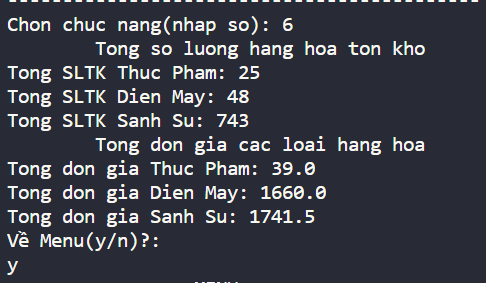 Chon chuc nang(nhap so): 6
Tong so luong hang hoa ton kho
Tong SLTK Thuc Pham: 25
Tong SLTK Dien May: 48
Tong SLTK Sanh Su: 743
Tong don gia cac loai hang hoa
Tong don gia Thuc Pham: 39.0
Tong don gia Dien May: 1660.0
Tong don gia Sanh Su: 1741.5
Về Menu(y/n)?:
y